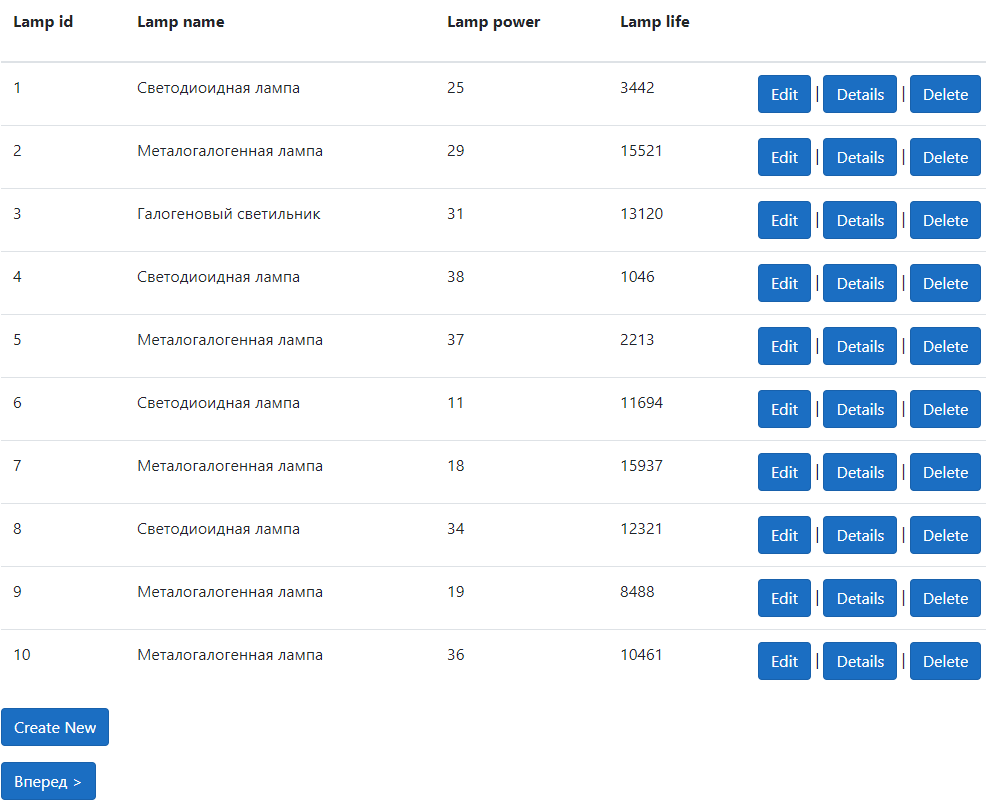 Lamp id Lamp name Lamp power Lamp life
1 Светодиоидная лампа 25 3442 Edit | Details | Delete
2 Металогалогенная лампа 29 15521 Edit | Details | Delete
3 Галогеновый светильник 31 13120 Edit | Details | Delete
4 Светодиоидная лампа 38 1046 Edit | Details | Delete
5 Металогалогенная лампа 37 2213 Edit | Details | Delete
6 Светодиоидная лампа 11 11694 Edit | Details | Delete
7 Металогалогенная лампа 18 15937 Edit | Details | Delete
8 Светодиоидная лампа 34 12321 Edit | Details | Delete
9 Металогалогенная лампа 19 8488 Edit | Details | Delete
10 Металогалогенная лампа 36 10461 Edit | Details | Delete
Create New
Вперед >